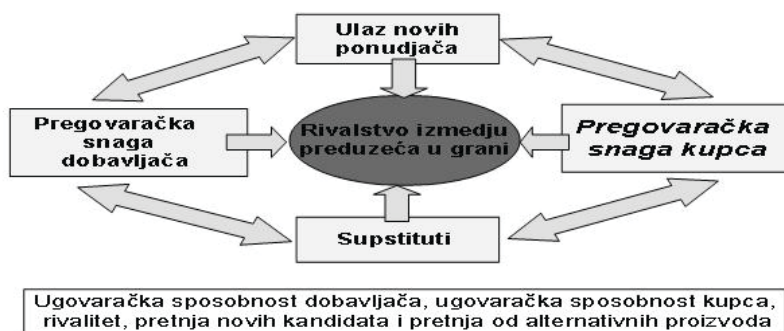 Ulaz novih
ponudjača
Pregovaračka
snaga
dobavljača
Rivalstvo izmedju
preduzeća u grani
Pregovaračka
snaga kupca
Supstituti
Ugovaračka sposobnost dobavljača, ugovaračka sposobnost kupca,
rivalitet, pretnja novih kandidata i pretnja od alternativnih proizvoda